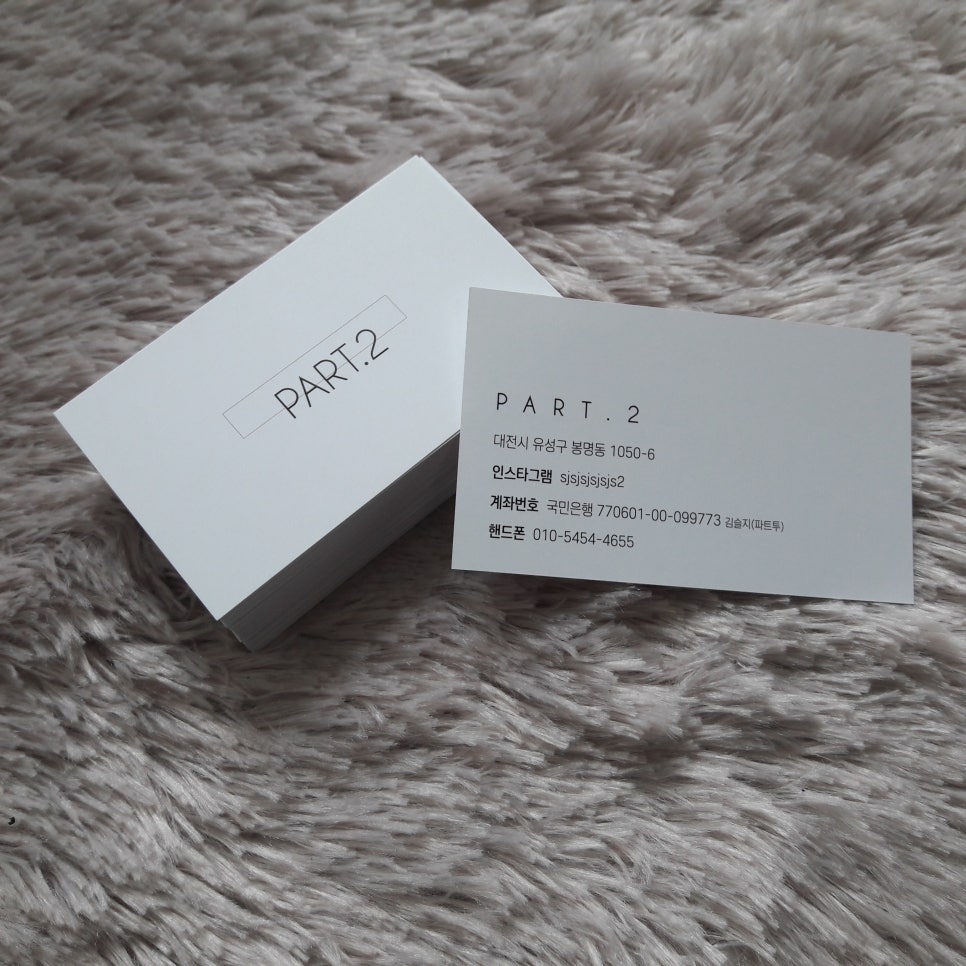 PART.2
PART.2
대전시 유성구 봉명동 1050-6
인스타그램 sjsjsjsjsjs2
계좌번호 국민은행 770601-00-099773 김슬지(파트투)
핸드폰 010-5454-4655